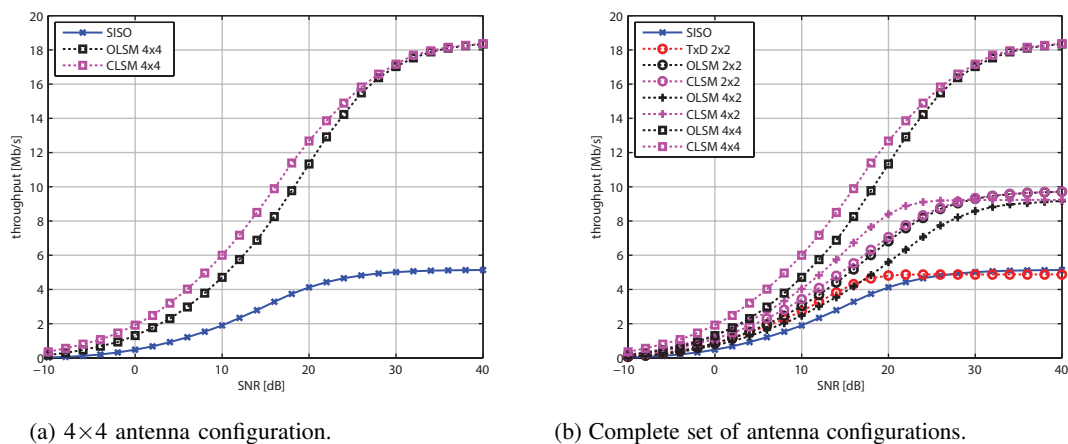 20
18
16
14
12
10
8
6
4
2
0
throughput [Mb/s]
SISO
OLSM 4x4
CLSM 4x4
−10
0
10
20
30
40
SNR [dB]
(a) 4×4 antenna configuration.
20
18
16
14
12
10
8
6
4
2
0
throughput [Mb/s]
SISO
TxD 2x2
OLSM 2x2
CLSM 2x2
OLSM 4x2
CLSM 4x2
OLSM 4x4
CLSM 4x4
−10
0
10
20
30
40
SNR [dB]
(b) Complete set of antenna configurations.